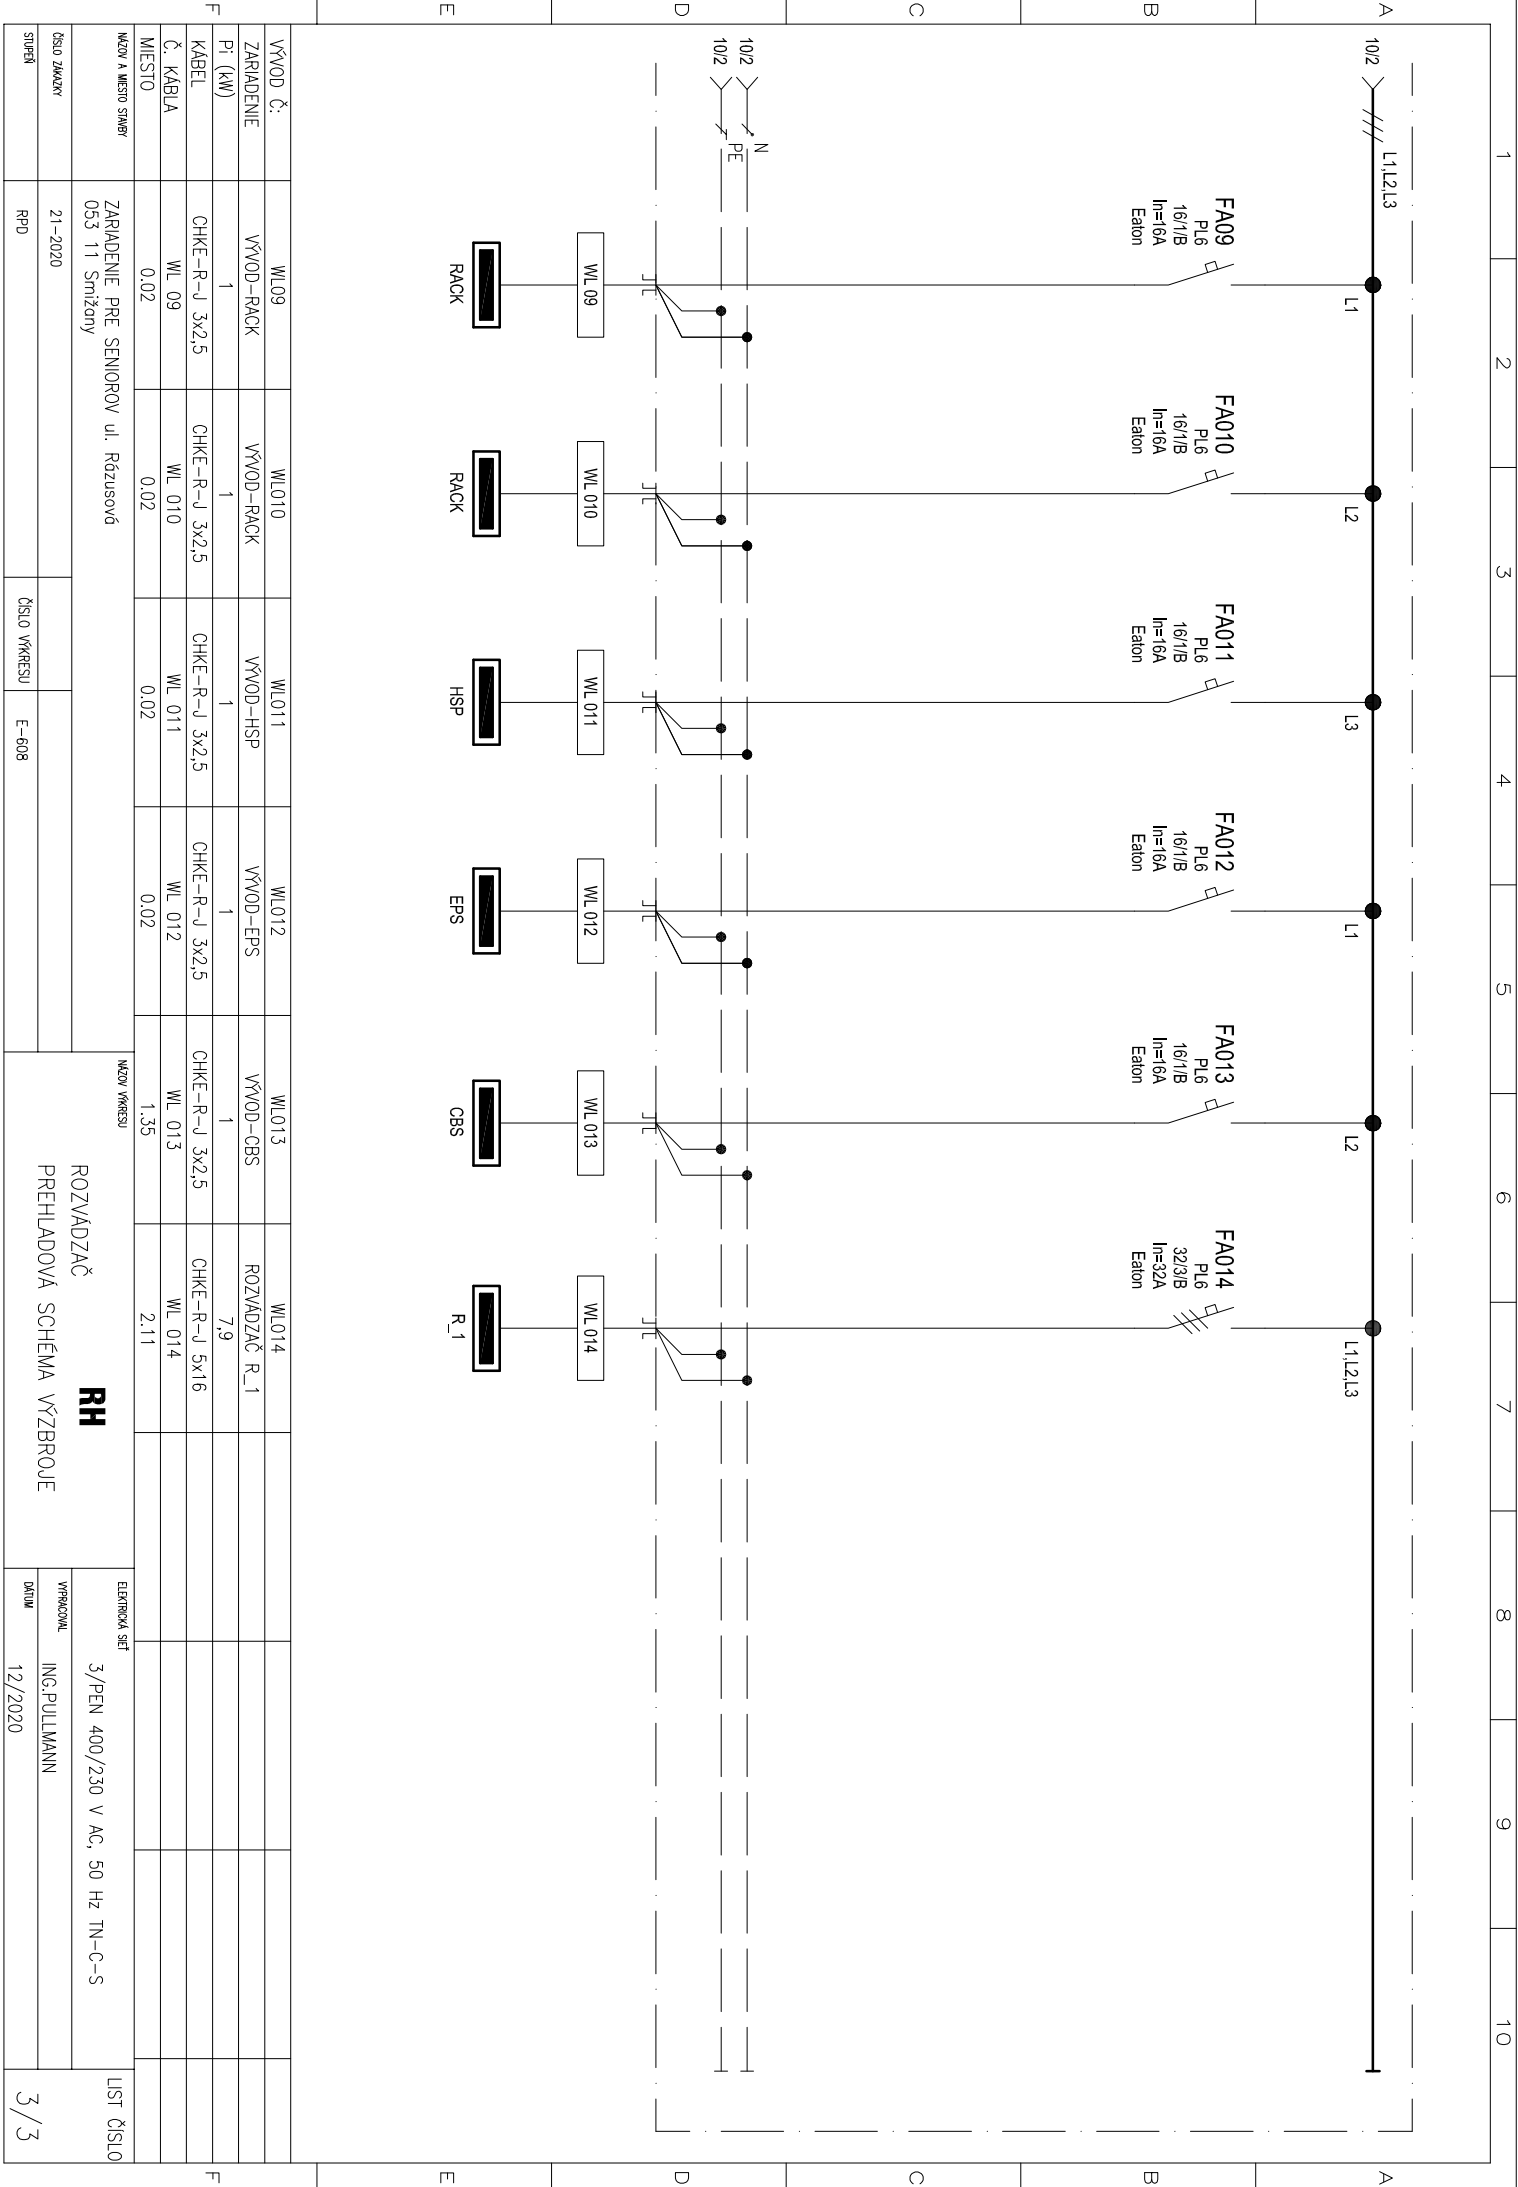 1 2 3 4 5 6 7 8 9 10
A A
B B
C C
D D
E E
F F
10/2
L1,L2,L3
L1 L2 L3 L1 L2 L1,L2,L3
FA09
PL6
16/1/B
In=16A
Eaton
FA010
PL6
16/1/B
In=16A
Eaton
FA011
PL6
16/1/B
In=16A
Eaton
FA012
PL6
16/1/B
In=16A
Eaton
FA013
PL6
16/1/B
In=16A
Eaton
FA014
PL6
32/3/B
In=32A
Eaton
10/2 N
10/2 PE
WL 09 WL 010 WL 011 WL 012 WL 013 WL 014
RACK RACK HSP EPS CBS R_1
VÝVOD Č: WL09 WL010 WL011 WL012 WL013 WL014
ZARIADENIE VÝVOD-RACK VÝVOD-RACK VÝVOD-HSP VÝVOD-EPS VÝVOD-CBS ROZVÁDZAČ R_1
Pi (kW) 1 1 1 1 1 7,9
KÁBEL CHKE-R-J 3x2,5 CHKE-R-J 3x2,5 CHKE-R-J 3x2,5 CHKE-R-J 3x2,5 CHKE-R-J 3x2,5 CHKE-R-J 5x16
Č. KÁBLA WL 09 WL 010 WL 011 WL 012 WL 013 WL 014
MIESTO 0.02 0.02 0.02 0.02 1.35 2.11
NÁZOV A MIESTO STAVBY
ZARIADENIE PRE SENIOROV ul. Rázusová
053 11 Smižany
ČISLO ZÁKAZKY 21-2020
STUPEŇ RPD
ČISLO VÝKRESU E-608
NÁZOV VÝKRESU
ROZVÁDZAČ RH
PREHLADOVÁ SCHÉMA VÝZBROJE
ELEKTRICKÁ SIEŤ
3/PEN 400/230 V AC, 50 Hz TN-C-S
VYPRACOVAL ING.PULLMANN
DÁTUM 12/2020
LIST ČÍSLO
3/3